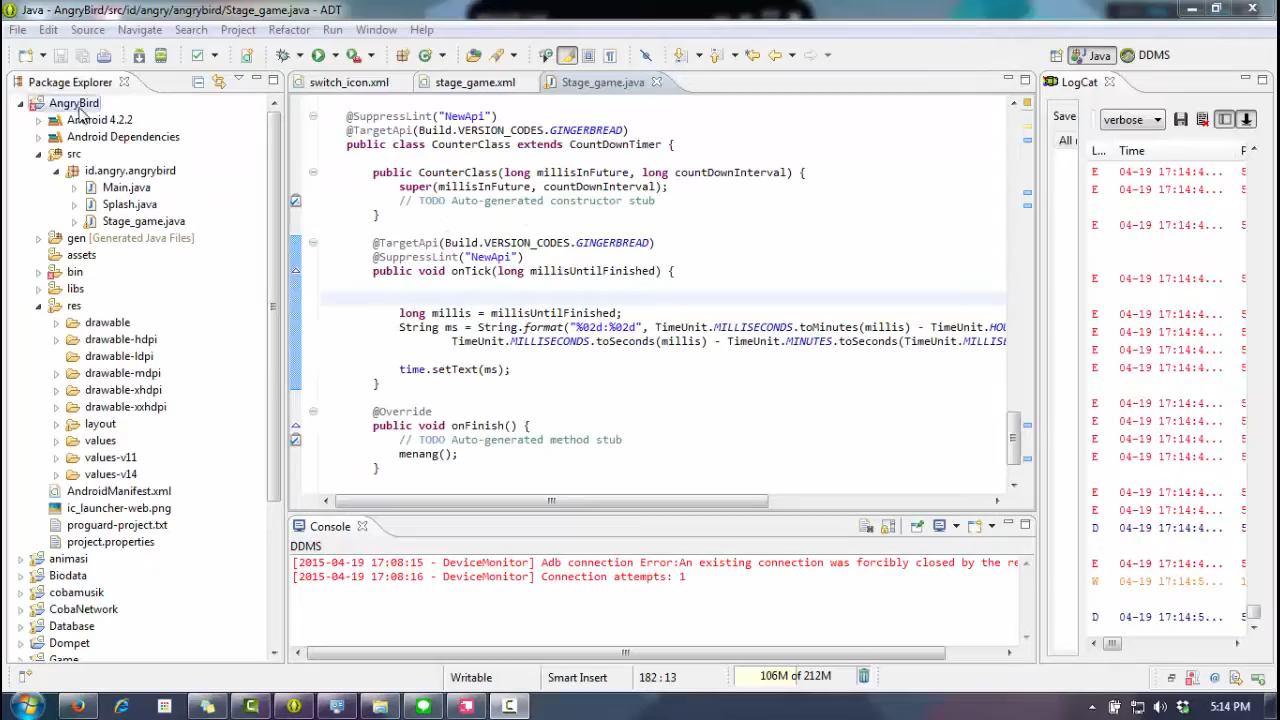 Java - AngryBird/src/id/angry/angrybird/Stage_game.java - ADT
File Edit Source Navigate Search Project Refactor Run Window Help
Java DDMS
Package Explorer
AngryBird
Android 4.2.2
Android Dependencies
src
id.angry.angrybird
Main.java
Splash.java
Stage_game.java
gen [Generated Java Files]
assets
bin
libs
res
drawable
drawable-hdpi
drawable-ldpi
drawable-mdpi
drawable-xhdpi
drawable-xxhdpi
layout
values
values-v11
values-v14
AndroidManifest.xml
ic_launcher-web.png
proguard-project.txt
project.properties
animasi
Biodata
cobamusik
CobaNetwork
Database
Dompet
Game
switch_icon.xml stage_game.xml Stage_game.java
@SuppressLint("NewApi")
@TargetApi(Build.VERSION_CODES.GINGERBREAD)
public class CounterClass extends CountDownTimer {
public CounterClass(long millisInFuture, long countDownInterval) {
super(millisInFuture, countDownInterval);
// TODO Auto-generated constructor stub
}
@TargetApi(Build.VERSION_CODES.GINGERBREAD)
@SuppressLint("NewApi")
public void onTick(long millisUntilFinished) {
long millis = millisUntilFinished;
String ms = String.format("%02d:%02d", TimeUnit.MILLISECONDS.toMinutes(millis) - TimeUnit.HOU
TimeUnit.MILLISECONDS.toSeconds(millis) - TimeUnit.MINUTES.toSeconds(TimeUnit.MILLIS
time.setText(ms);
}
@Override
public void onFinish() {
// TODO Auto-generated method stub
menang();
}
Console
DDMS
[2015-04-19 17:08:15 - DeviceMonitor] Adb connection Error:An existing connection was forcibly closed by the re
[2015-04-19 17:08:16 - DeviceMonitor] Connection attempts: 1
LogCat
Save
All
verbose
L... Time
E 04-19 17:14:4...
E 04-19 17:14:4...
E 04-19 17:14:4...
E 04-19 17:14:4...
E 04-19 17:14:4...
E 04-19 17:14:4...
E 04-19 17:14:4...
E 04-19 17:14:4...
E 04-19 17:14:4...
E 04-19 17:14:4...
E 04-19 17:14:4...
E 04-19 17:14:4...
D 04-19 17:14:5...
E 04-19 17:14:4...
W 04-19 17:14:5...
D 04-19 17:14:5...
Writable Smart Insert 182 : 13 106M of 212M
5:14 PM